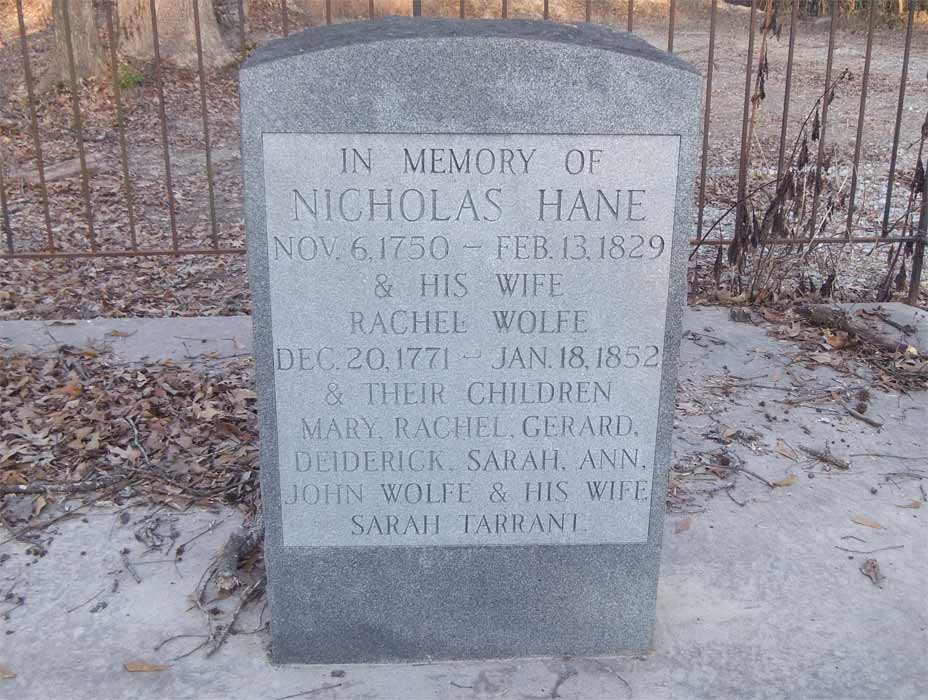 IN MEMORY OF
NICHOLAS HANE
NOV. 6, 1750 – FEB. 13, 1829
& HIS WIFE
RACHEL WOLFE
DEC. 20, 1771 – JAN. 18, 1852
& THEIR CHILDREN
MARY, RACHEL, GERARD,
DEIDERICK, SARAH, ANN,
JOHN WOLFE & HIS WIFE
SARAH TARRANT.